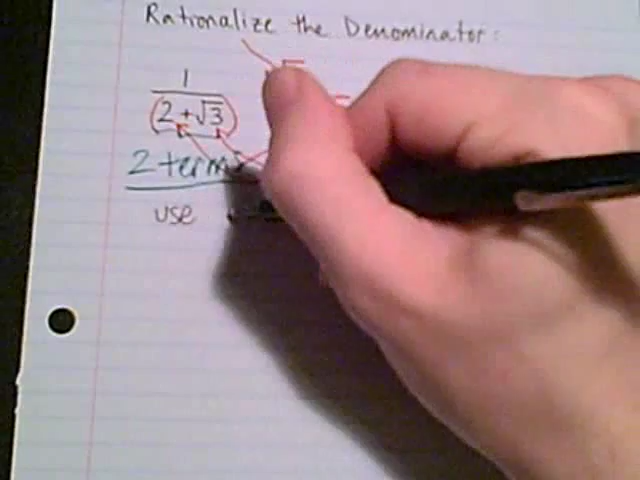 Rationalize the Denominator:
1
(2 + √3)
2 terms
use